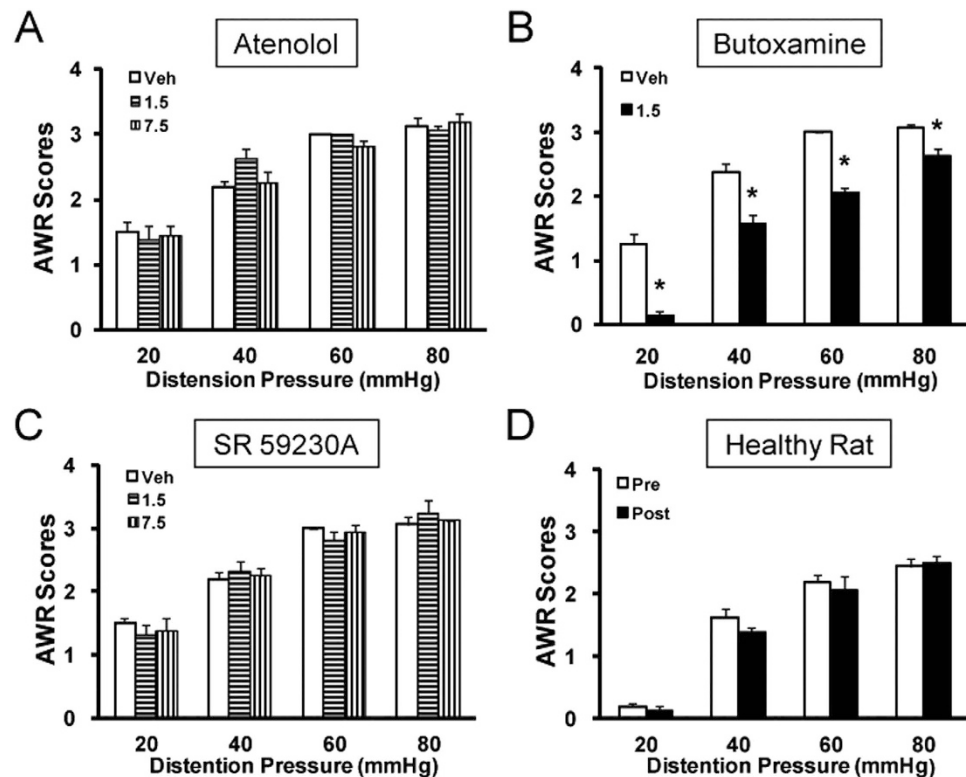 A
Atenolol
Veh
1.5
7.5
AWR Scores
4
3
2
1
0
20 40 60 80
Distension Pressure (mmHg)
B
Butoxamine
Veh
1.5
AWR Scores
4
3
2
1
0
* * * *
20 40 60 80
Distension Pressure (mmHg)
C
SR 59230A
Veh
1.5
7.5
AWR Scores
4
3
2
1
0
20 40 60 80
Distention Pressure (mmHg)
D
Healthy Rat
Pre
Post
AWR Scores
4
3
2
1
0
20 40 60 80
Distention Pressure (mmHg)